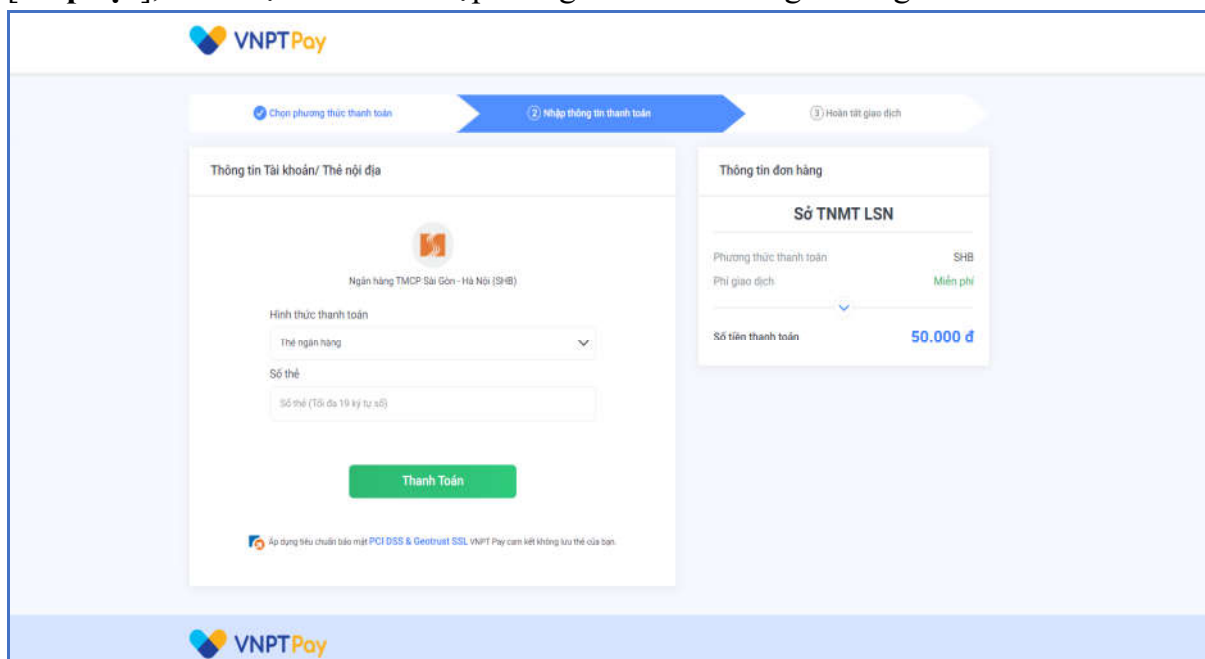 VNPT Pay
Chọn phương thức thanh toán
2 Nhập thông tin thanh toán
3 Hoàn tất giao dịch
Thông tin Tài khoản/ Thẻ nội địa
Ngân hàng TMCP Sài Gòn - Hà Nội (SHB)
Hình thức thanh toán
Thẻ ngân hàng
Số thẻ
Số thẻ (Tối đa 19 ký tự số)
Thanh Toán
Áp dụng tiêu chuẩn bảo mật PCI DSS & Geotrust SSL, VNPT Pay cam kết không lưu thẻ của bạn.
Thông tin đơn hàng
Sở TNMT LSN
Phương thức thanh toán SHB
Phí giao dịch Miễn phí
Số tiền thanh toán 50.000 đ
VNPT Pay